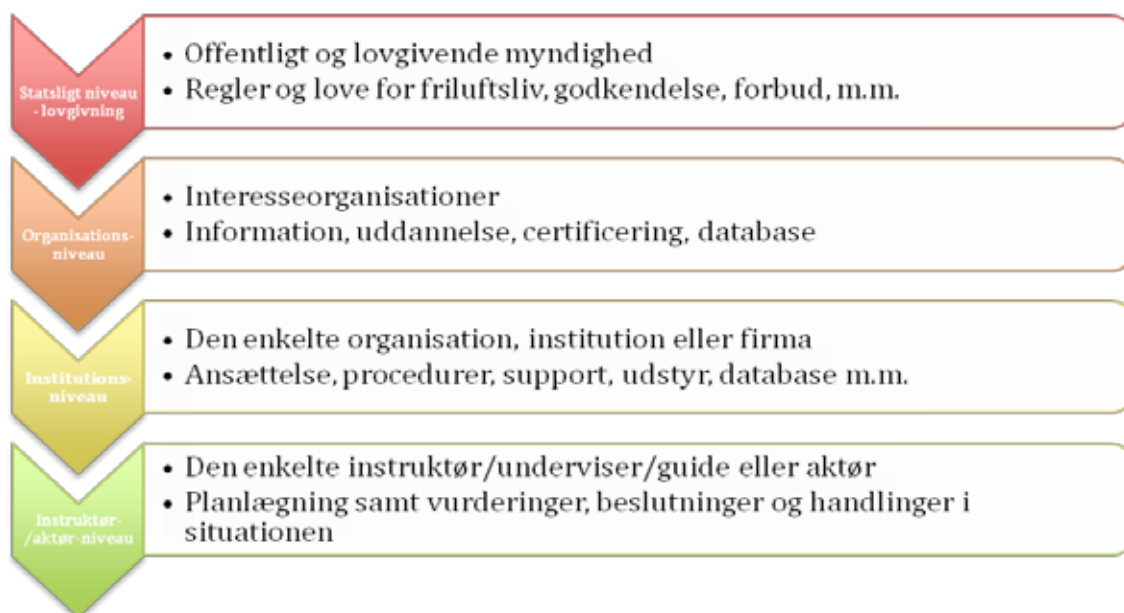 Statsligt niveau
- lovgivning
• Offentligt og lovgivende myndighed
• Regler og love for friluftsliv, godkendelse, forbud, m.m.
Organisations-
niveau
• Interesseorganisationer
• Information, uddannelse, certificering, database
Institutions-
niveau
• Den enkelte organisation, institution eller firma
• Ansættelse, procedurer, support, udstyr, database m.m.
Instruktør-
/aktør-niveau
• Den enkelte instruktør/underviser/guide eller aktør
• Planlægning samt vurderinger, beslutninger og handlinger i
situationen